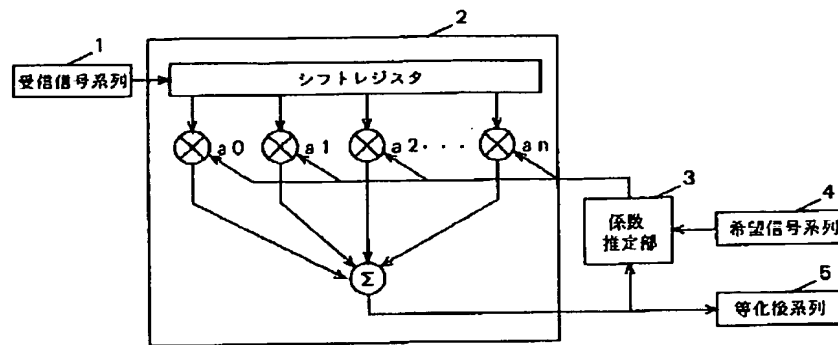 1
受信信号系列
2
シフトレジスタ
a0
a1
a2・・・
an
Σ
3
係数
推定部
4
希望信号系列
5
等化後系列